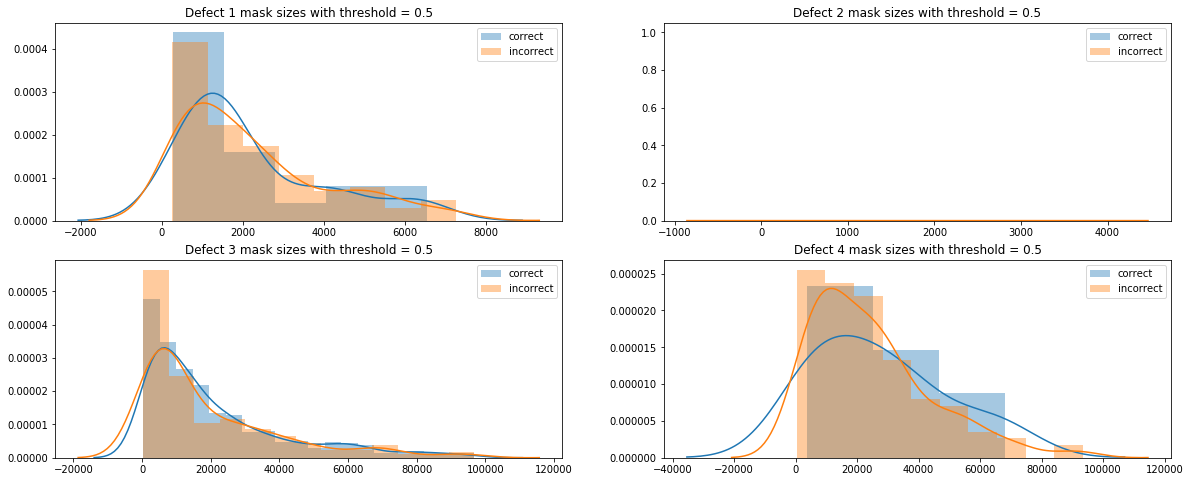 Defect 1 mask sizes with threshold = 0.5
0.0004
0.0003
0.0002
0.0001
0.0000
−2000 0 2000 4000 6000 8000
correct
incorrect
Defect 2 mask sizes with threshold = 0.5
1.0
0.8
0.6
0.4
0.2
0.0
−1000 0 1000 2000 3000 4000
correct
incorrect
Defect 3 mask sizes with threshold = 0.5
0.00005
0.00004
0.00003
0.00002
0.00001
0.00000
−20000 0 20000 40000 60000 80000 100000 120000
correct
incorrect
Defect 4 mask sizes with threshold = 0.5
0.000025
0.000020
0.000015
0.000010
0.000005
0.000000
−40000 −20000 0 20000 40000 60000 80000 100000 120000
correct
incorrect